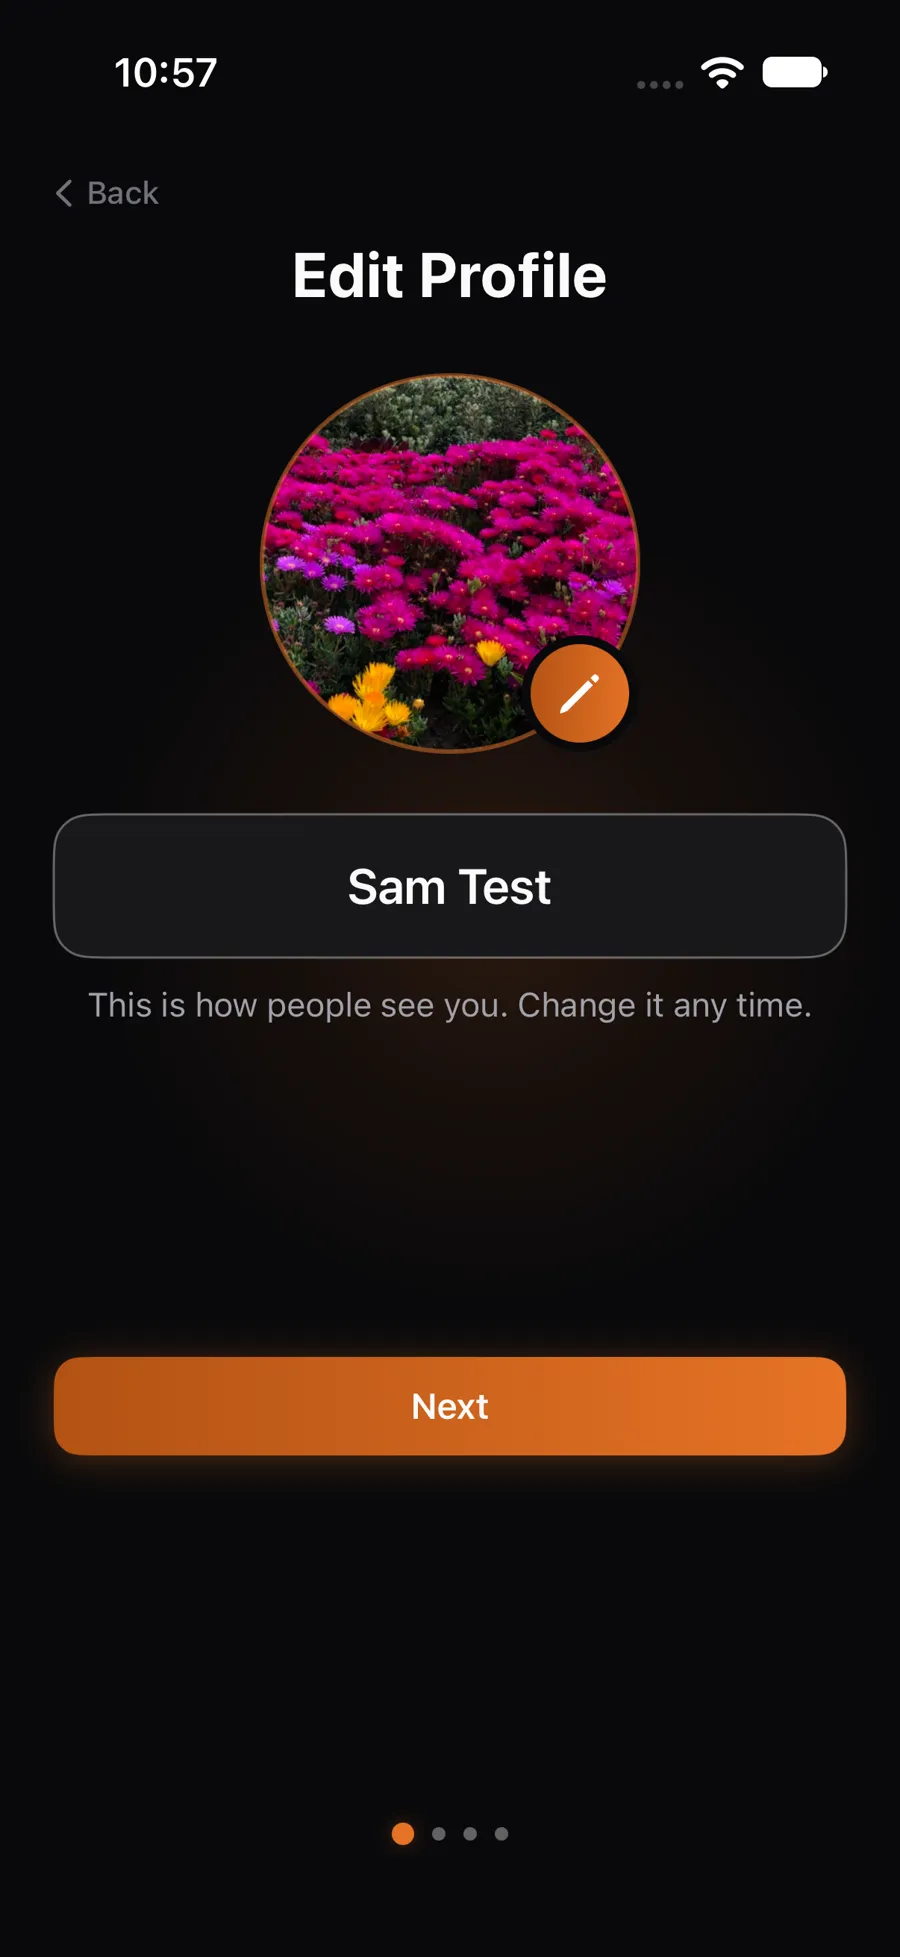 10:57
Back
Edit Profile
Sam Test
This is how people see you. Change it any time.
Next